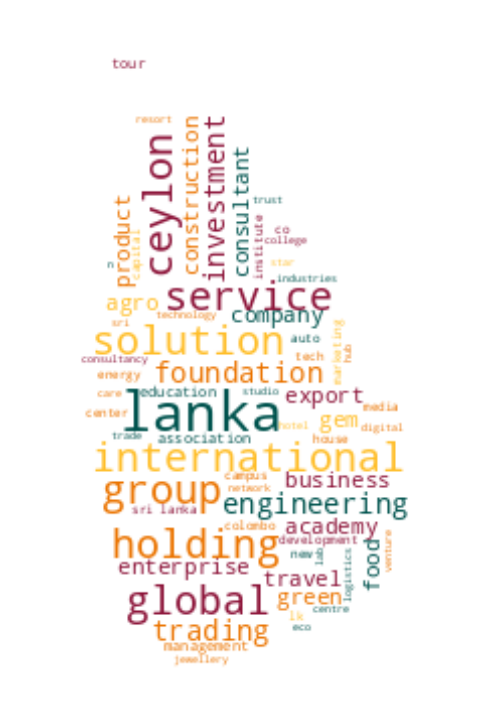 tour
resort
ceylon
construction
investment
consultant
product
capital
trust
institute
co
college
n
star
industries
service
agro
company
technology
sri
solution
auto
marketing
hub
consultancy
tech
energy
foundation
care
education
studio
export
lanka
center
media
gem
hotel
digital
trade
association
house
international
campus
business
group
network
engineering
sri lanka
colombo
academy
holding
development
new
lab
food
venture
enterprise
travel
logistics
global
green
centre
lk
eco
trading
management
jewellery